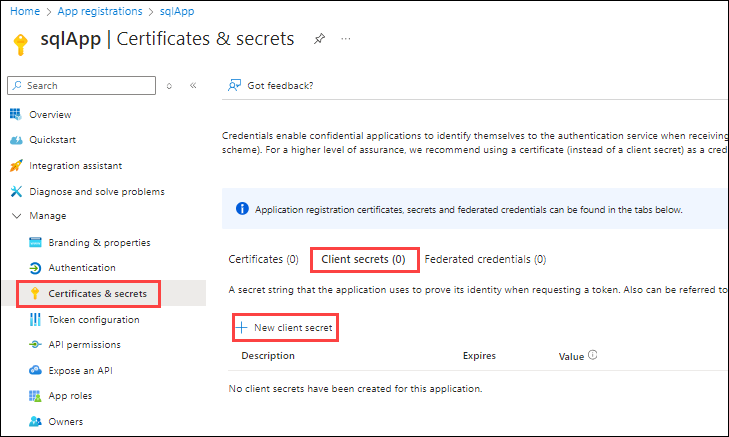 Home > App registrations > sqlApp
sqlApp | Certificates & secrets
Search
Got feedback?
Overview
Quickstart
Integration assistant
Diagnose and solve problems
Manage
Branding & properties
Authentication
Certificates & secrets
Token configuration
API permissions
Expose an API
App roles
Owners
Credentials enable confidential applications to identify themselves to the authentication service when receiving
scheme). For a higher level of assurance, we recommend using a certificate (instead of a client secret) as a cred
Application registration certificates, secrets and federated credentials can be found in the tabs below.
Certificates (0) Client secrets (0) Federated credentials (0)
A secret string that the application uses to prove its identity when requesting a token. Also can be referred to
New client secret
Description Expires Value
No client secrets have been created for this application.